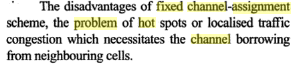 The disadvantages of fixed channel-assignment
scheme, the problem of hot spots or localised traffic
congestion which necessitates the channel borrowing
from neighbouring cells.